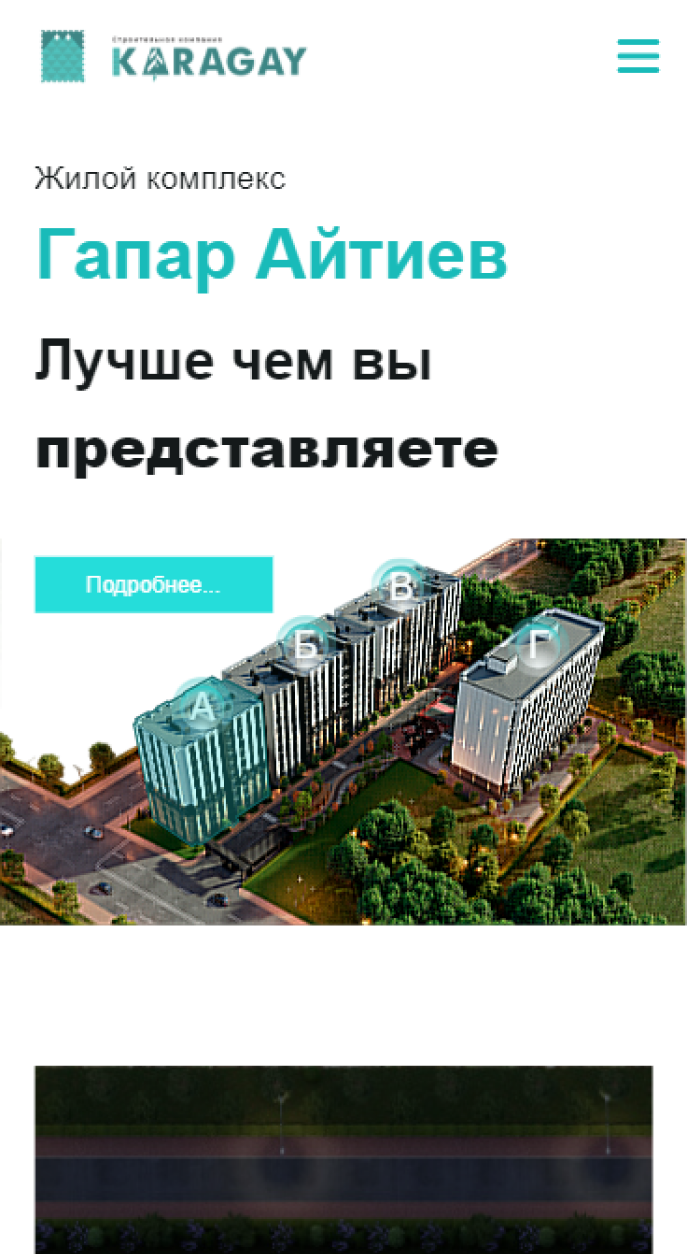 Строительная компания
KARAGAY
Жилой комплекс
Гапар Айтиев
Лучше чем вы
представляете
Подробнее...
В
Б
Г
А